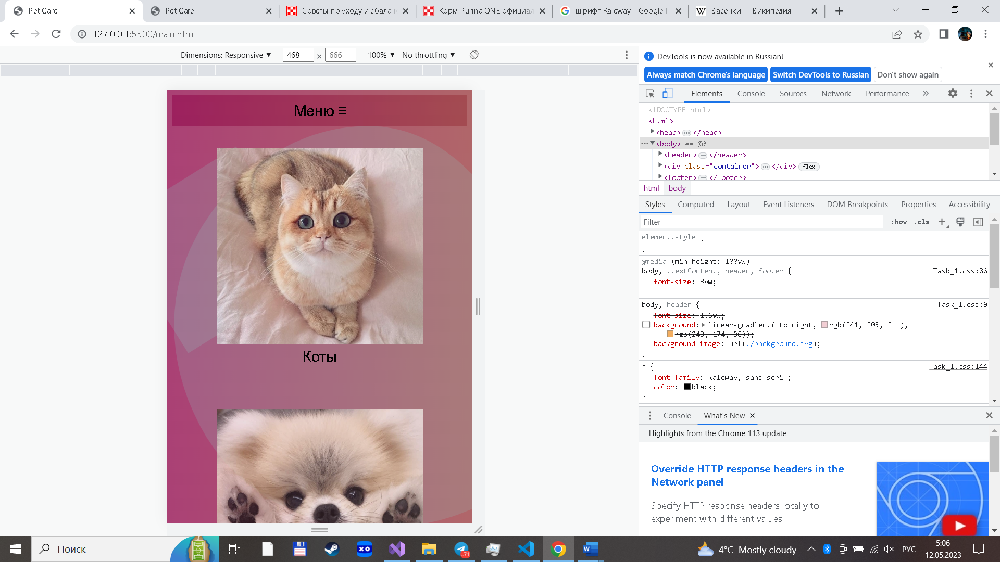 Pet Care
Pet Care
Советы по уходу и сбалан
Корм Purina ONE официал
шрифт Raleway – Google П
Засечки — Википедия
127.0.0.1:5500/main.html
Dimensions: Responsive ▼ 468 × 666 100% ▼ No throttling ▼
DevTools is now available in Russian!
Always match Chrome's language Switch DevTools to Russian Don't show again
Elements Console Sources Network Performance »
<!DOCTYPE html>
<html>
<head> ••• </head>
••• <body> == $0
<header> ••• </header>
<div class="container"> ••• </div> flex
<footer> ••• </footer>
html body
Styles Computed Layout Event Listeners DOM Breakpoints Properties Accessibility
Filter :hov .cls +
element.style {
}
@media (min-height: 100vw)
body, .textContent, header, footer { Task_1.css:86
font-size: 3vw;
}
body, header { Task_1.css:9
font-size: 1.6vw;
background: linear-gradient( to right, rgb(241, 205, 211),
rgb(243, 174, 96));
background-image: url(./background.svg);
}
* { Task_1.css:144
font-family: Raleway, sans-serif;
color: black;
}
Console What's New
Highlights from the Chrome 113 update
Override HTTP response headers in the
Network panel
Specify HTTP response headers locally to
experiment with different values.
Меню ☰
Коты
Поиск
..71
4°C Mostly cloudy
РУС
5:06
12.05.2023